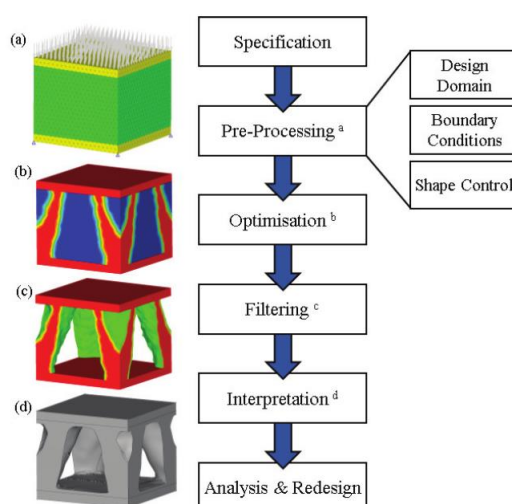 (a)
Specification
Design
Domain
Pre-Processing a
Boundary
Conditions
Shape Control
(b)
Optimisation b
(c)
Filtering c
Interpretation d
(d)
Analysis & Redesign